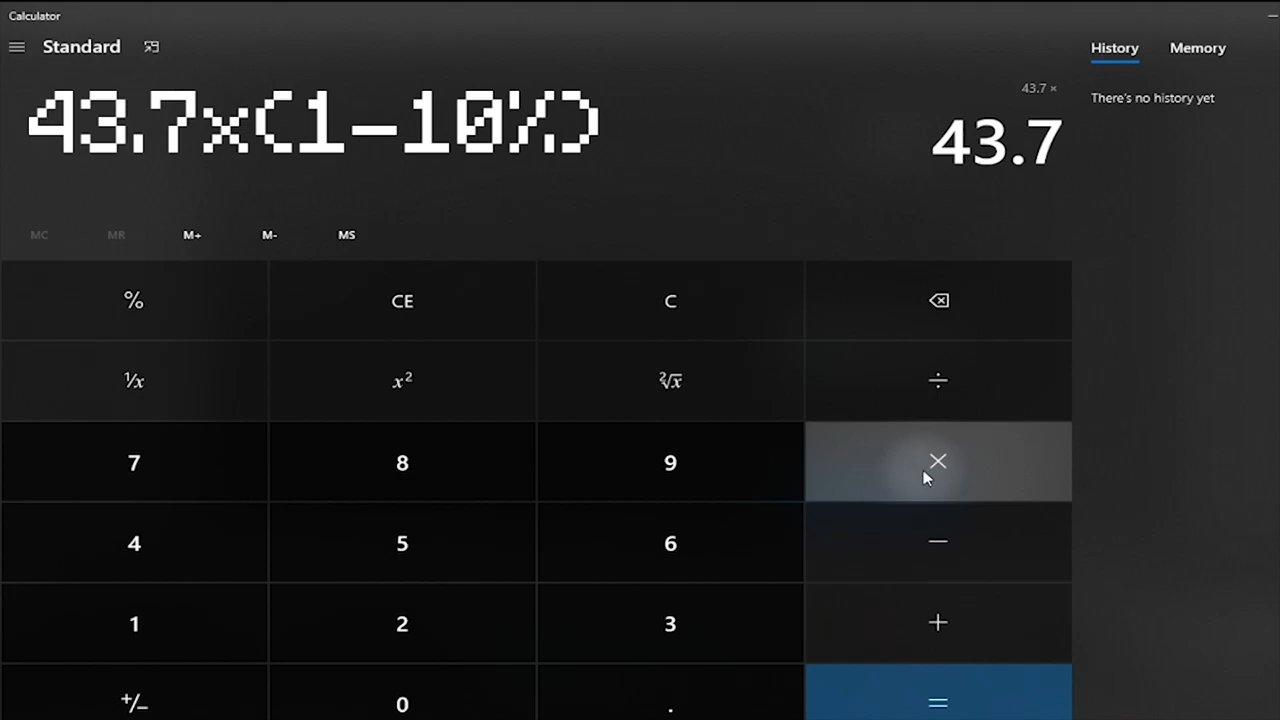 Calculator
Standard
History Memory
43.7 ×
There's no history yet
43.7x(1-10%)
43.7
MC MR M+ M- MS
% CE C
⅟x x² ²√x ÷
7 8 9 ×
4 5 6 −
1 2 3 +
+/− 0 . =